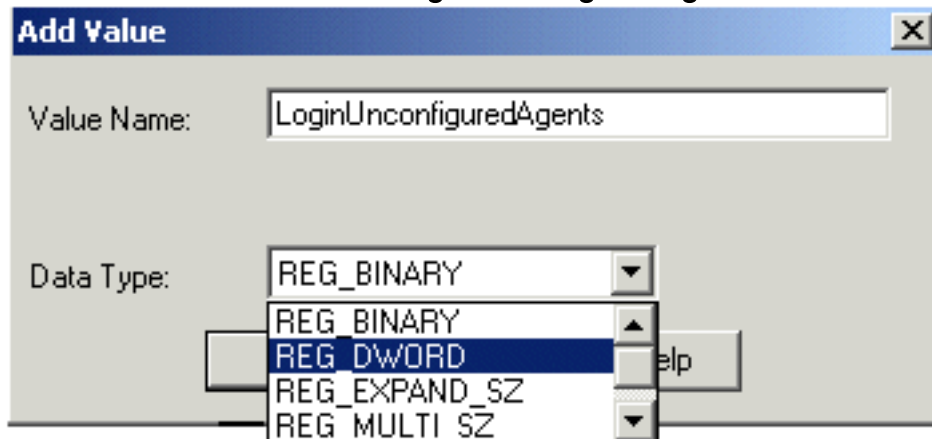 Add Value
Value Name: LoginUnconfiguredAgents
Data Type: REG_BINARY
REG_BINARY
REG_DWORD
REG_EXPAND_SZ
REG_MULTI_SZ